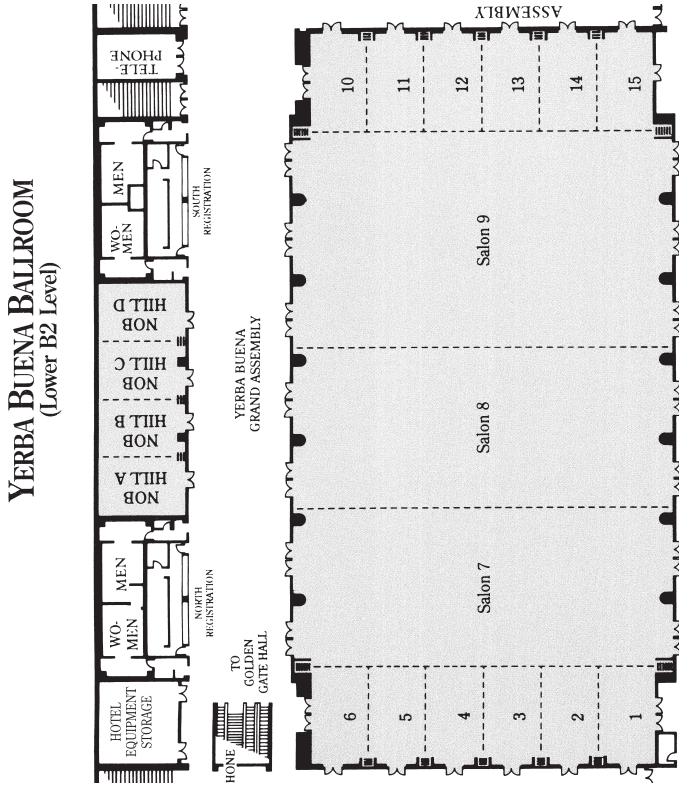 YERBA BUENA BALLROOM
(Lower B2 Level)
TELE-
PHONE
MEN
WO-
MEN
SOUTH
REGISTRATION
NOB
HILL D
NOB
HILL C
NOB
HILL B
NOB
HILL A
MEN
WO-
MEN
NORTH
REGISTRATION
HOTEL
EQUIPMENT
STORAGE
HONE
TO
GOLDEN
GATE HALL
YERBA BUENA
GRAND ASSEMBLY
ASSEMBLY
10
11
12
13
14
15
Salon 9
Salon 8
Salon 7
6
5
4
3
2
1